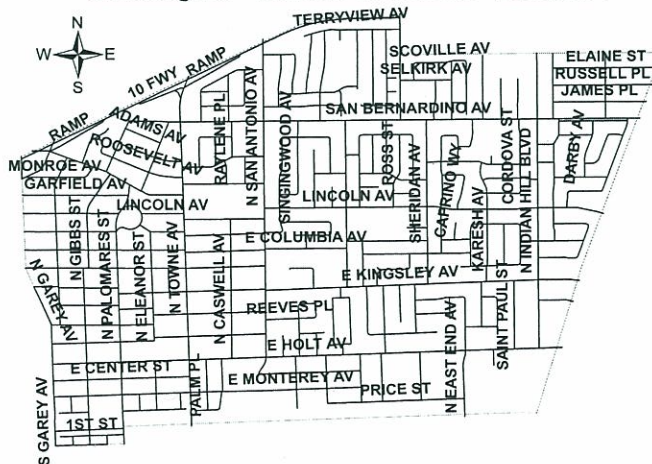 TERRYVIEW AV
N
W E
S
10 FWY RAMP
SCOVILLE AV
SELKIRK AV
ELAINE ST
RUSSELL PL
JAMES PL
RAMP
ADAMS AV
ROOSEVELT AV
RAYLENE PL
N SAN ANTONIO AV
SINGINGWOOD AV
SAN BERNARDINO AV
ROSS ST
SHERIDAN AV
CAPRINO WY
KARESH AV
CORDOVA ST
N INDIAN HILL BLVD
DARBY AV
MONROE AV
GARFIELD AV
LINCOLN AV
LINCOLN AV
N GIBBS ST
N PALOMARES ST
N ELEANOR ST
N TOWNE AV
N CASWELL AV
E COLUMBIA AV
E KINGSLEY AV
N GAREY AV
REEVES PL
SAINT PAUL ST
E HOLT AV
N EAST END AV
E CENTER ST
PALM PL
E MONTEREY AV
PRICE ST
1ST ST
S GAREY AV